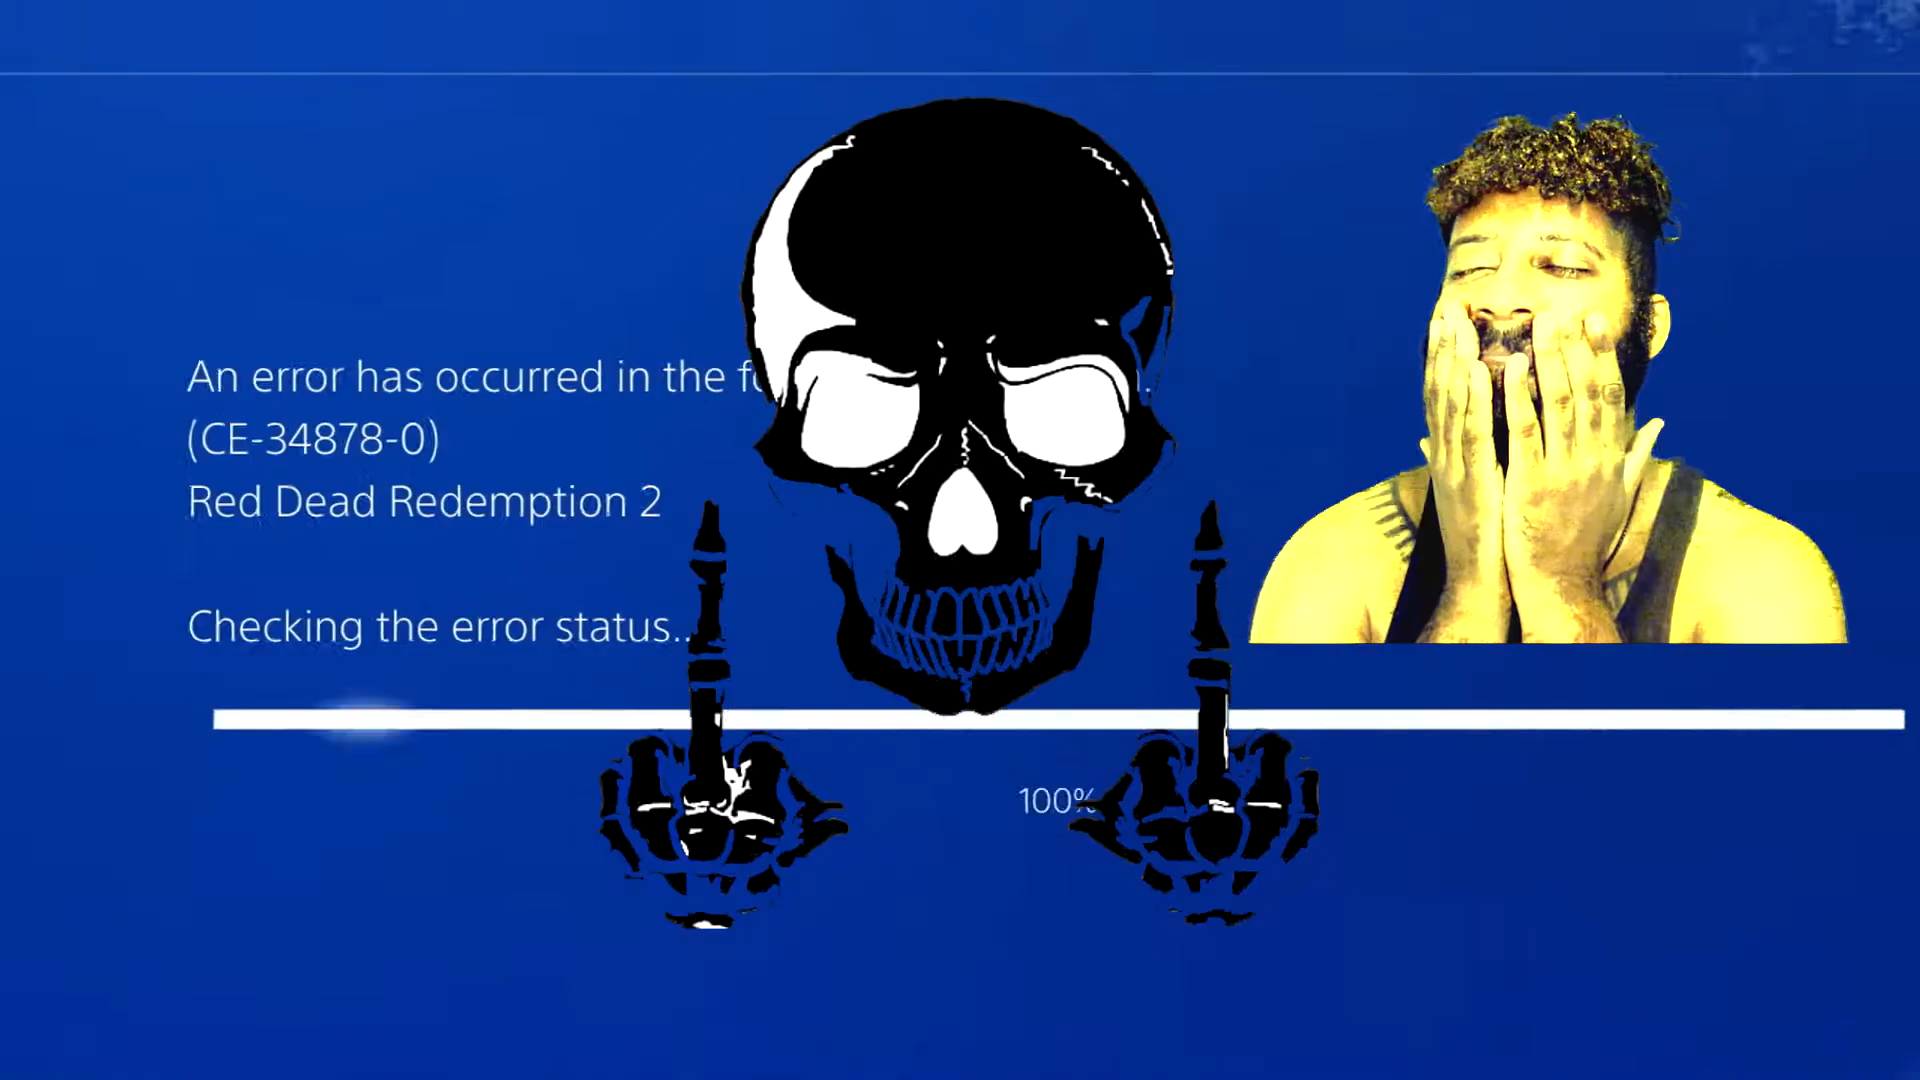 An error has occurred in the
(CE-34878-0)
Red Dead Redemption 2
Checking the error status..
100%